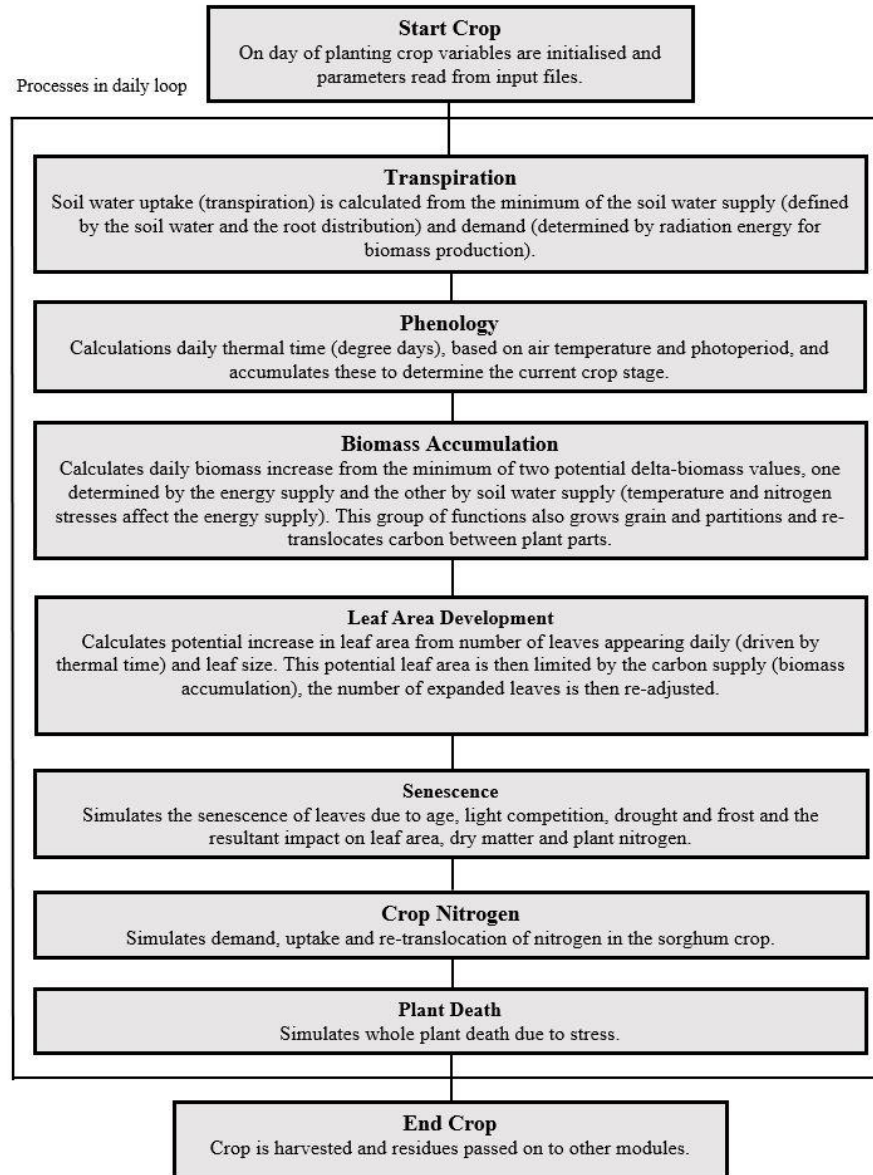 Start Crop
On day of planting crop variables are initialised and
parameters read from input files.
Processes in daily loop
Transpiration
Soil water uptake (transpiration) is calculated from the minimum of the soil water supply (defined
by the soil water and the root distribution) and demand (determined by radiation energy for
biomass production).
Phenology
Calculations daily thermal time (degree days), based on air temperature and photoperiod, and
accumulates these to determine the current crop stage.
Biomass Accumulation
Calculates daily biomass increase from the minimum of two potential delta-biomass values, one
determined by the energy supply and the other by soil water supply (temperature and nitrogen
stresses affect the energy supply). This group of functions also grows grain and partitions and re-
translocates carbon between plant parts.
Leaf Area Development
Calculates potential increase in leaf area from number of leaves appearing daily (driven by
thermal time) and leaf size. This potential leaf area is then limited by the carbon supply (biomass
accumulation), the number of expanded leaves is then re-adjusted.
Senescence
Simulates the senescence of leaves due to age, light competition, drought and frost and the
resultant impact on leaf area, dry matter and plant nitrogen.
Crop Nitrogen
Simulates demand, uptake and re-translocation of nitrogen in the sorghum crop.
Plant Death
Simulates whole plant death due to stress.
End Crop
Crop is harvested and residues passed on to other modules.